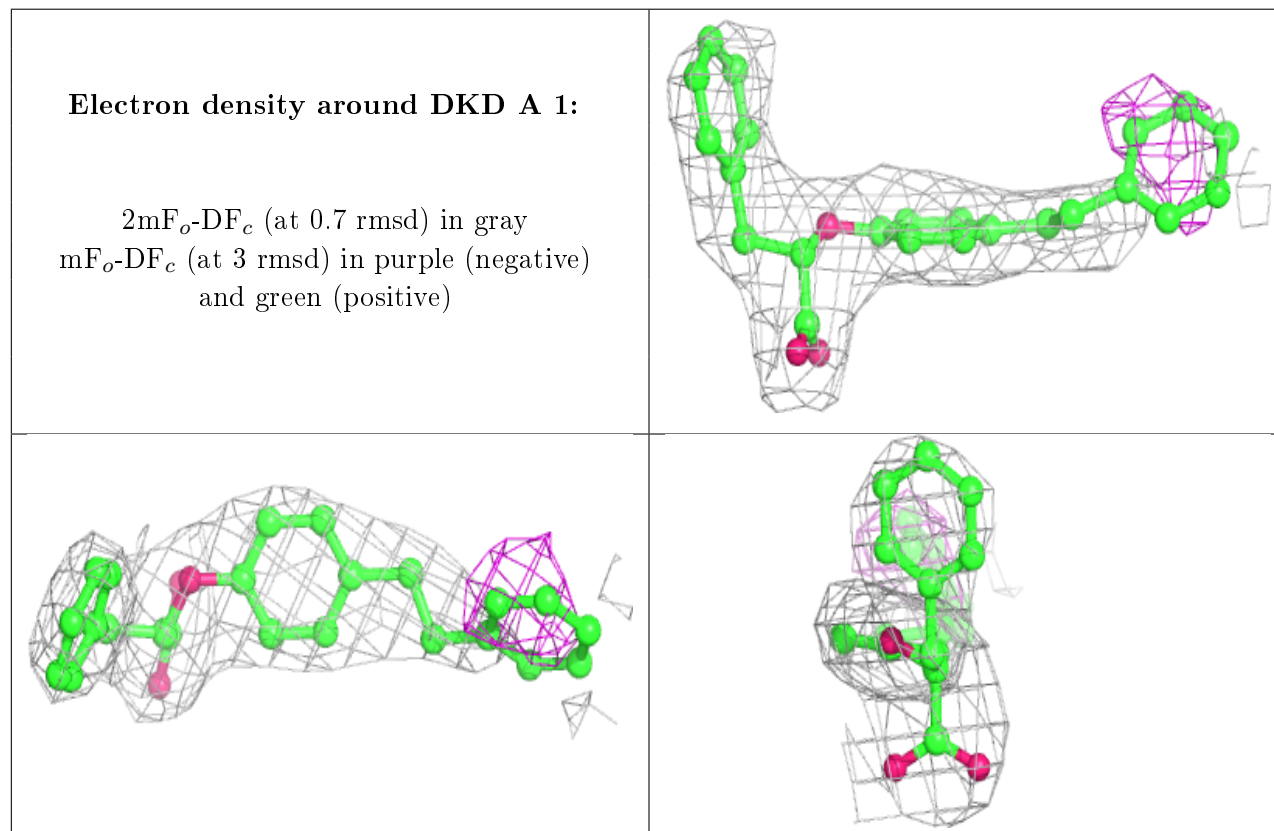 Electron density around DKD A 1:
2mFo-DFc (at 0.7 rmsd) in gray
mFo-DFc (at 3 rmsd) in purple (negative)
and green (positive)